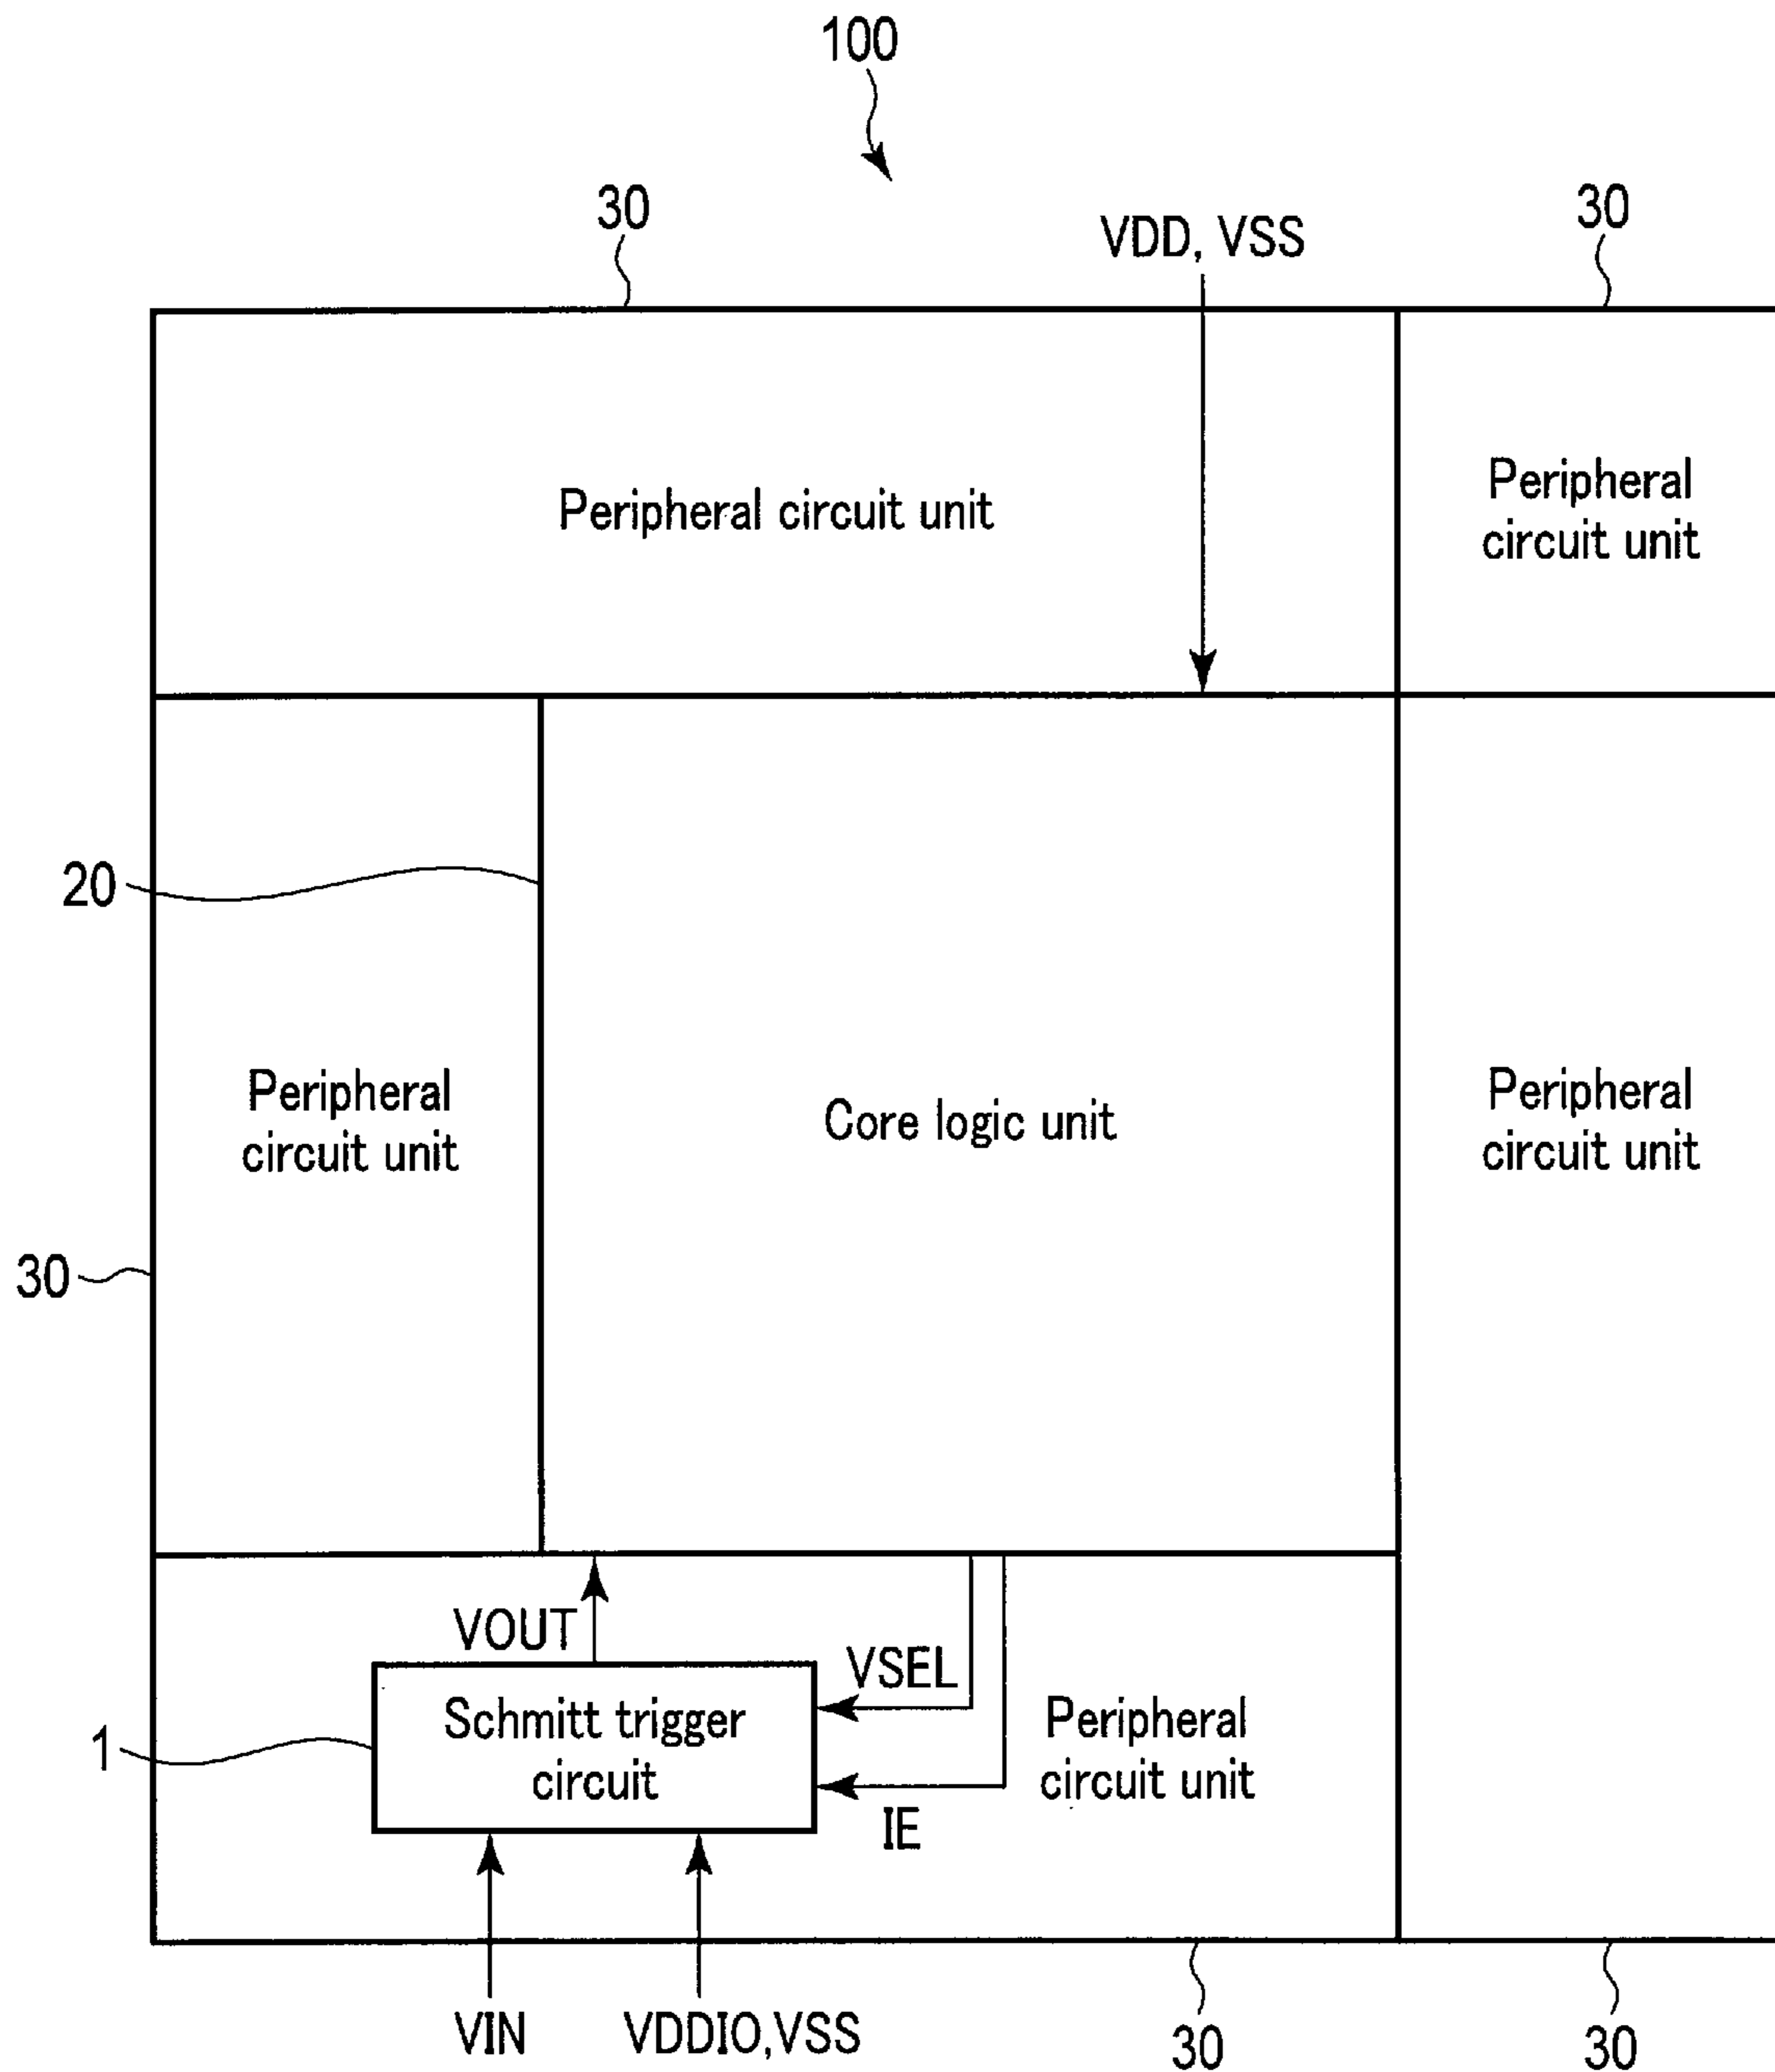 100
30
VDD, VSS
30
Peripheral circuit unit
Peripheral
circuit unit
20
Peripheral
circuit unit
Core logic unit
Peripheral
circuit unit
30
VOUT
VSEL
1
Schmitt trigger
circuit
IE
Peripheral
circuit unit
VIN
VDDIO,VSS
30
30